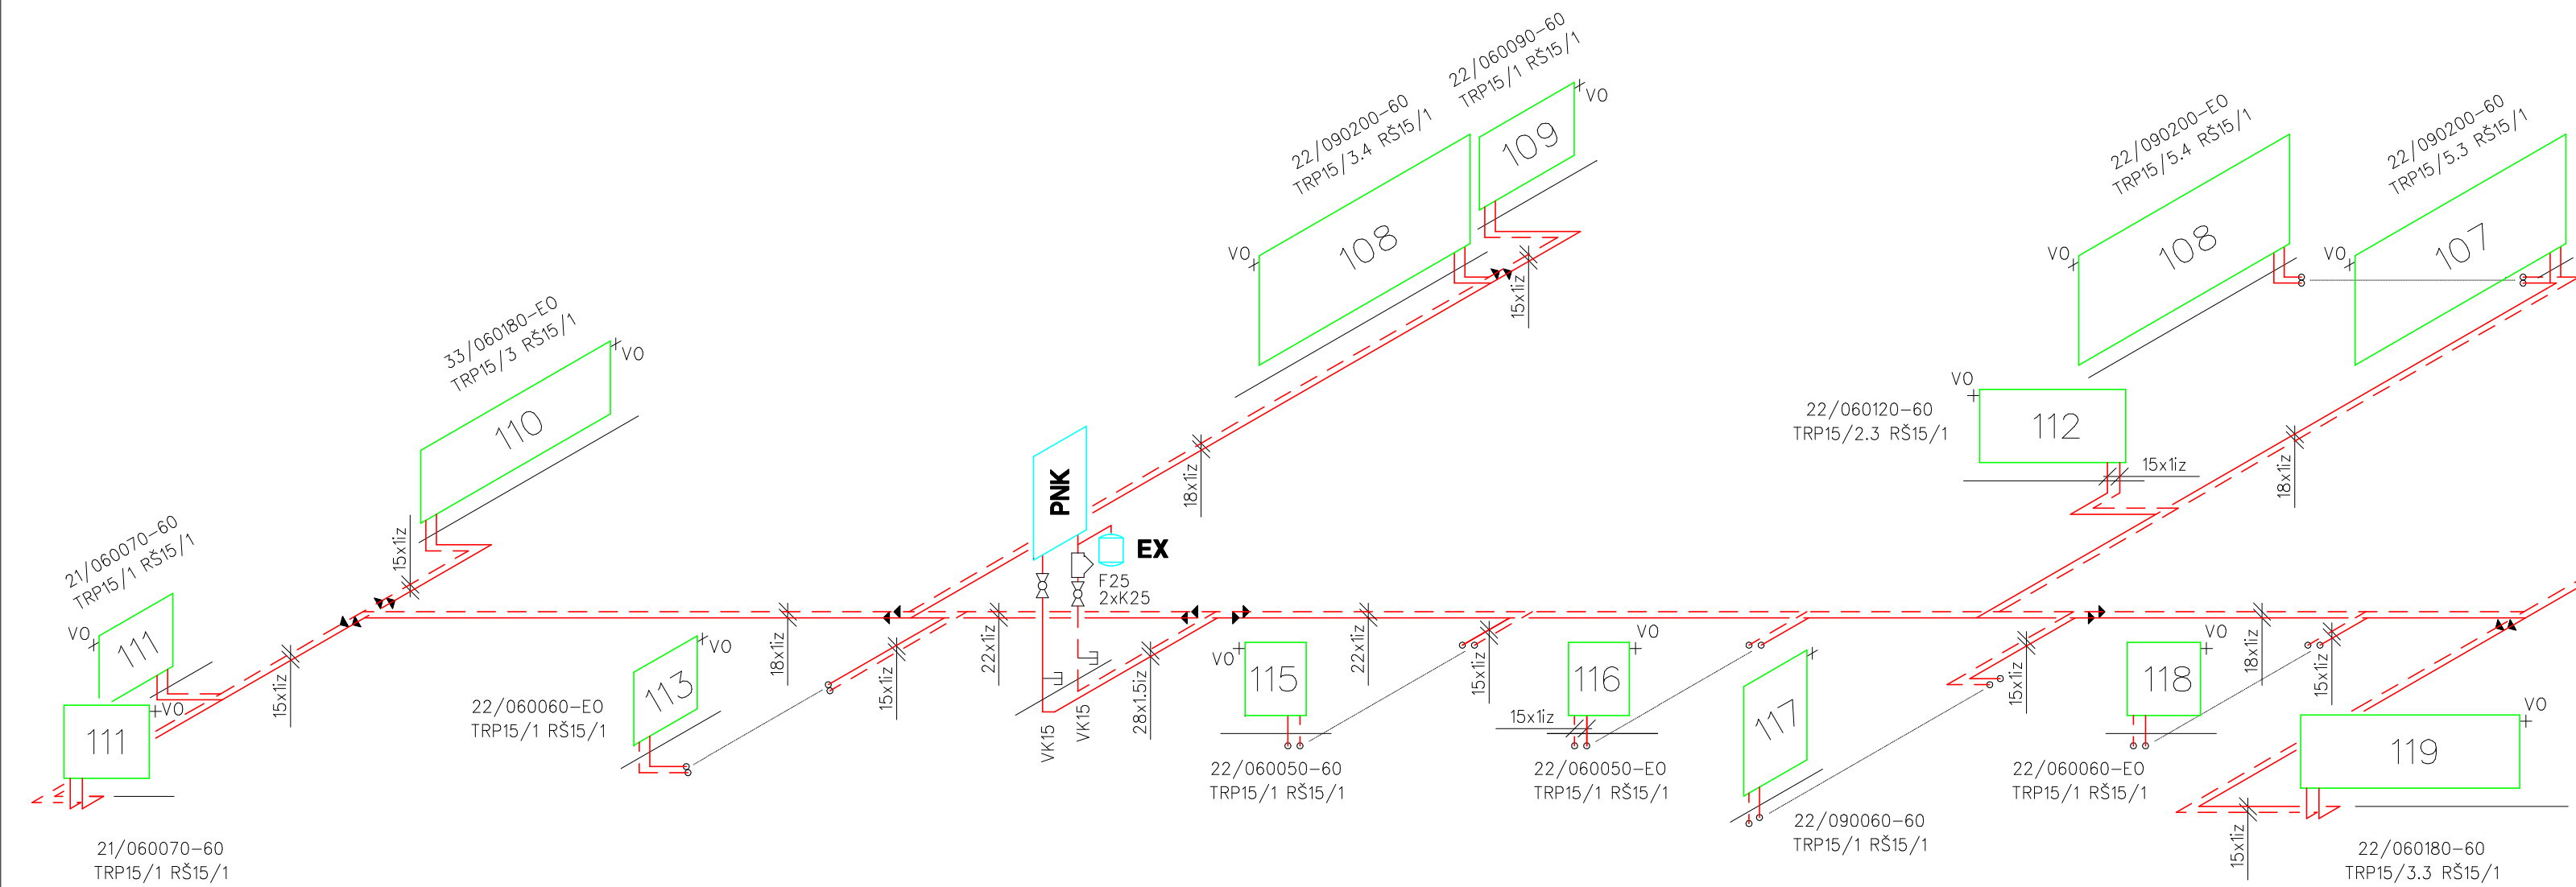 22/060090-60
TRP15/1 RŠ15/1
VO
109
22/090200-60
TRP15/3.4 RŠ15/1
VO
108
15x1iz
22/090200-EO
TRP15/5.4 RŠ15/1
VO
108
22/090200-60
TRP15/5.3 RŠ15/1
VO
107
33/060180-EO
TRP15/3 RŠ15/1
VO
110
15x1iz
18x1iz
PNK
EX
F25
2xK25
VO
22/060120-60
TRP15/2.3 RŠ15/1
112
15x1iz
18x1iz
21/060070-60
TRP15/1 RŠ15/1
VO
111
VO
111
15x1iz
21/060070-60
TRP15/1 RŠ15/1
VO
113
22/060060-EO
TRP15/1 RŠ15/1
18x1iz
15x1iz
22x1iz
VK15
VK15
28x1.5iz
VO
115
22/060050-60
TRP15/1 RŠ15/1
22x1iz
15x1iz
VO
116
15x1iz
22/060050-EO
TRP15/1 RŠ15/1
117
22/090060-60
TRP15/1 RŠ15/1
15x1iz
VO
118
22/060060-EO
TRP15/1 RŠ15/1
18x1iz
15x1iz
VO
119
15x1iz
22/060180-60
TRP15/3.3 RŠ15/1